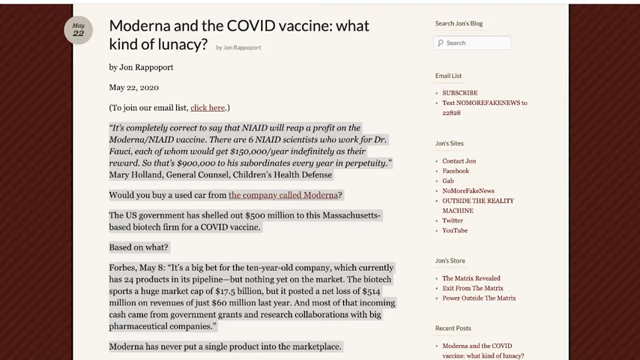 May
22
Moderna and the COVID vaccine: what
kind of lunacy? by Jon Rappoport
by Jon Rappoport
May 22, 2020
(To join our email list, click here.)
“It’s completely correct to say that NIAID will reap a profit on the
Moderna/NIAID vaccine. There are 6 NIAID scientists who work for Dr.
Fauci, each of whom would get $150,000/year indefinitely as their
reward. So that’s $900,000 to his subordinates every year in perpetuity.”
Mary Holland, General Counsel, Children’s Health Defense
Would you buy a used car from the company called Moderna?
The US government has shelled out $500 million to this Massachusetts-
based biotech firm for a COVID vaccine.
Based on what?
Forbes, May 8: “It’s a big bet for the ten-year-old company, which currently
has 24 products in its pipeline—but nothing yet on the market. The biotech
sports a huge market cap of $17.5 billion, but it posted a net loss of $514
million on revenues of just $60 million last year. And most of that incoming
cash came from government grants and research collaborations with big
pharmaceutical companies.”
Moderna has never put a single product into the marketplace.
Search Jon's Blog
Search
Email List
SUBSCRIBE
Text NOMOREFAKENEWS to
22828
Jon's Sites
Contact Jon
Facebook
Gab
NoMoreFakeNews
OUTSIDE THE REALITY
MACHINE
Twitter
YouTube
Jon's Store
The Matrix Revealed
Exit From The Matrix
Power Outside The Matrix
Recent Posts
Moderna and the COVID
vaccine: what kind of lunacy?